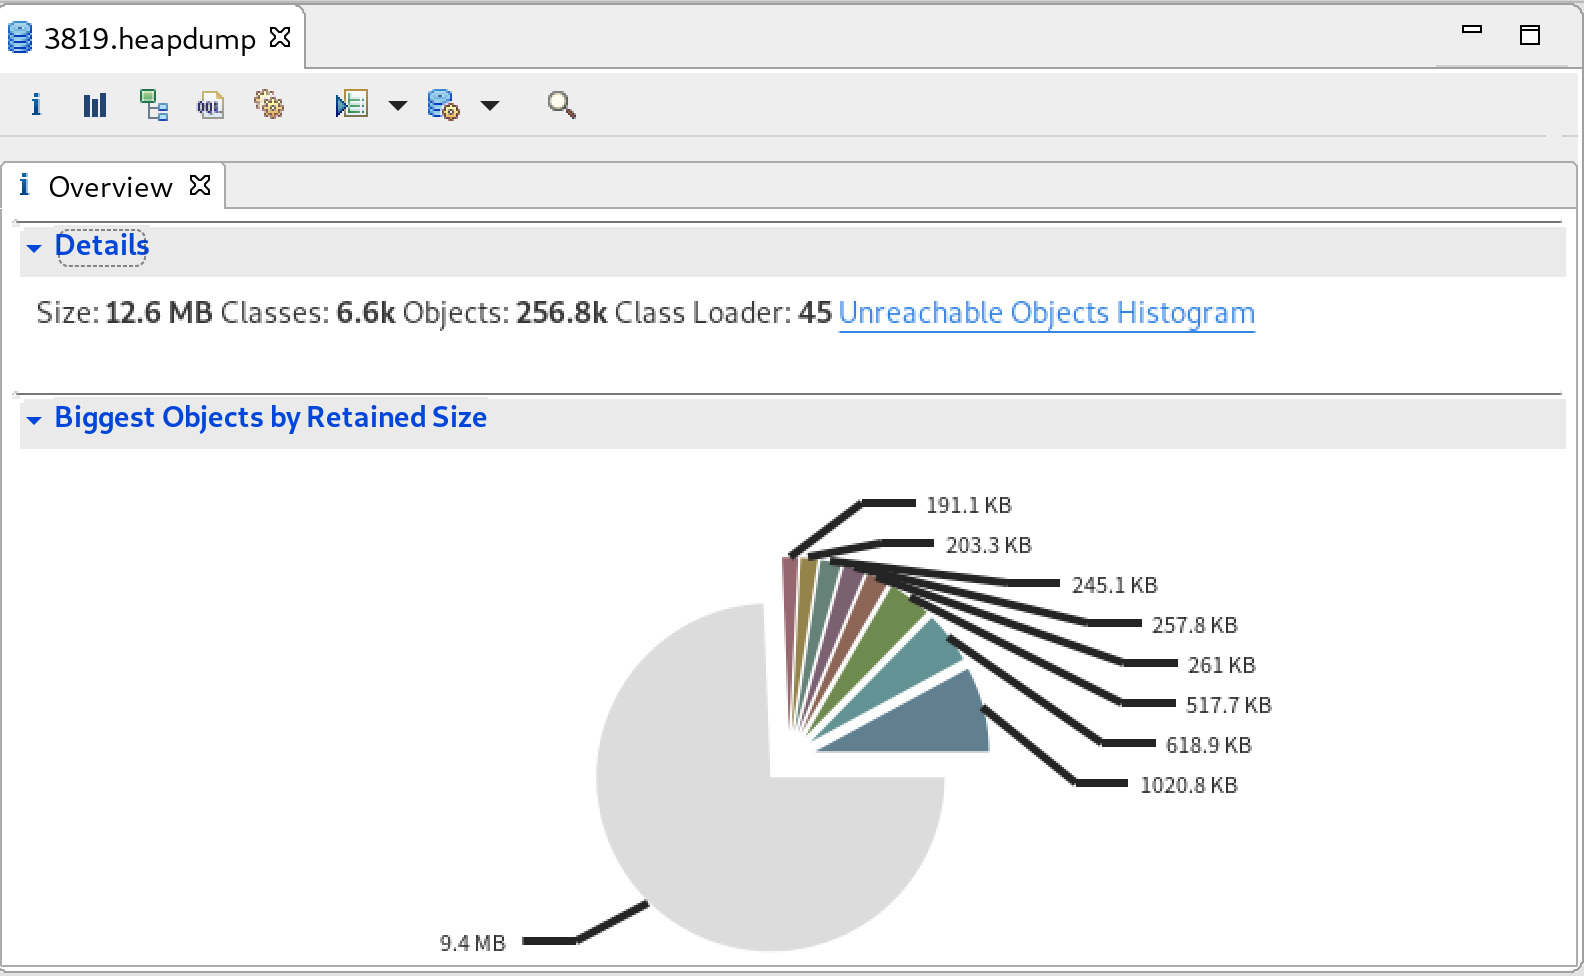 3819.heapdump
OQL
Overview
Details
Size: 12.6 MB Classes: 6.6k Objects: 256.8k Class Loader: 45 Unreachable Objects Histogram
Biggest Objects by Retained Size
191.1 KB
203.3 KB
245.1 KB
257.8 KB
261 KB
517.7 KB
618.9 KB
1020.8 KB
9.4 MB